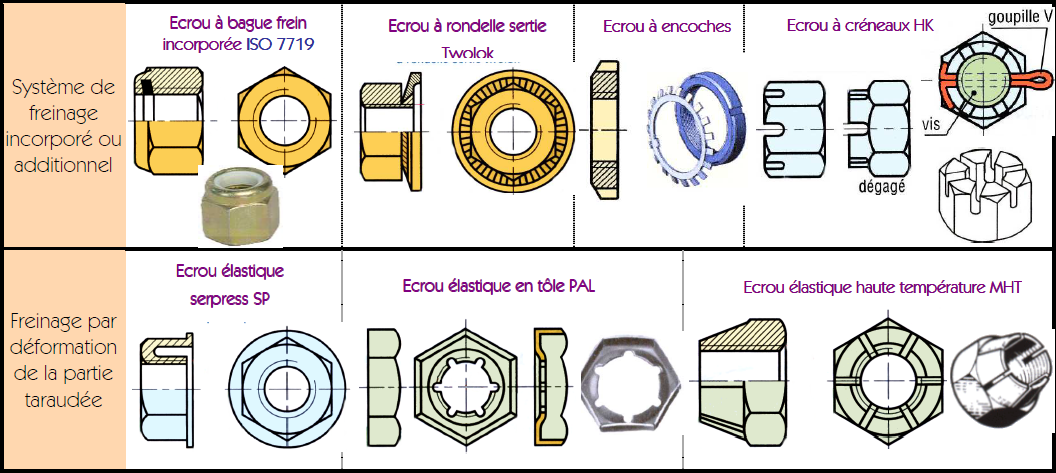 Système de
freinage
incorporé ou
additionnel
Ecrou à bague frein
incorporée ISO 7719
Ecrou à rondelle sertie
Twolok
Ecrou à encoches
Ecrou à créneaux HK
goupille V
vis
dégagé
Freinage par
déformation
de la partie
taraudée
Ecrou élastique
serpress SP
Ecrou élastique en tôle PAL
Ecrou élastique haute température MHT